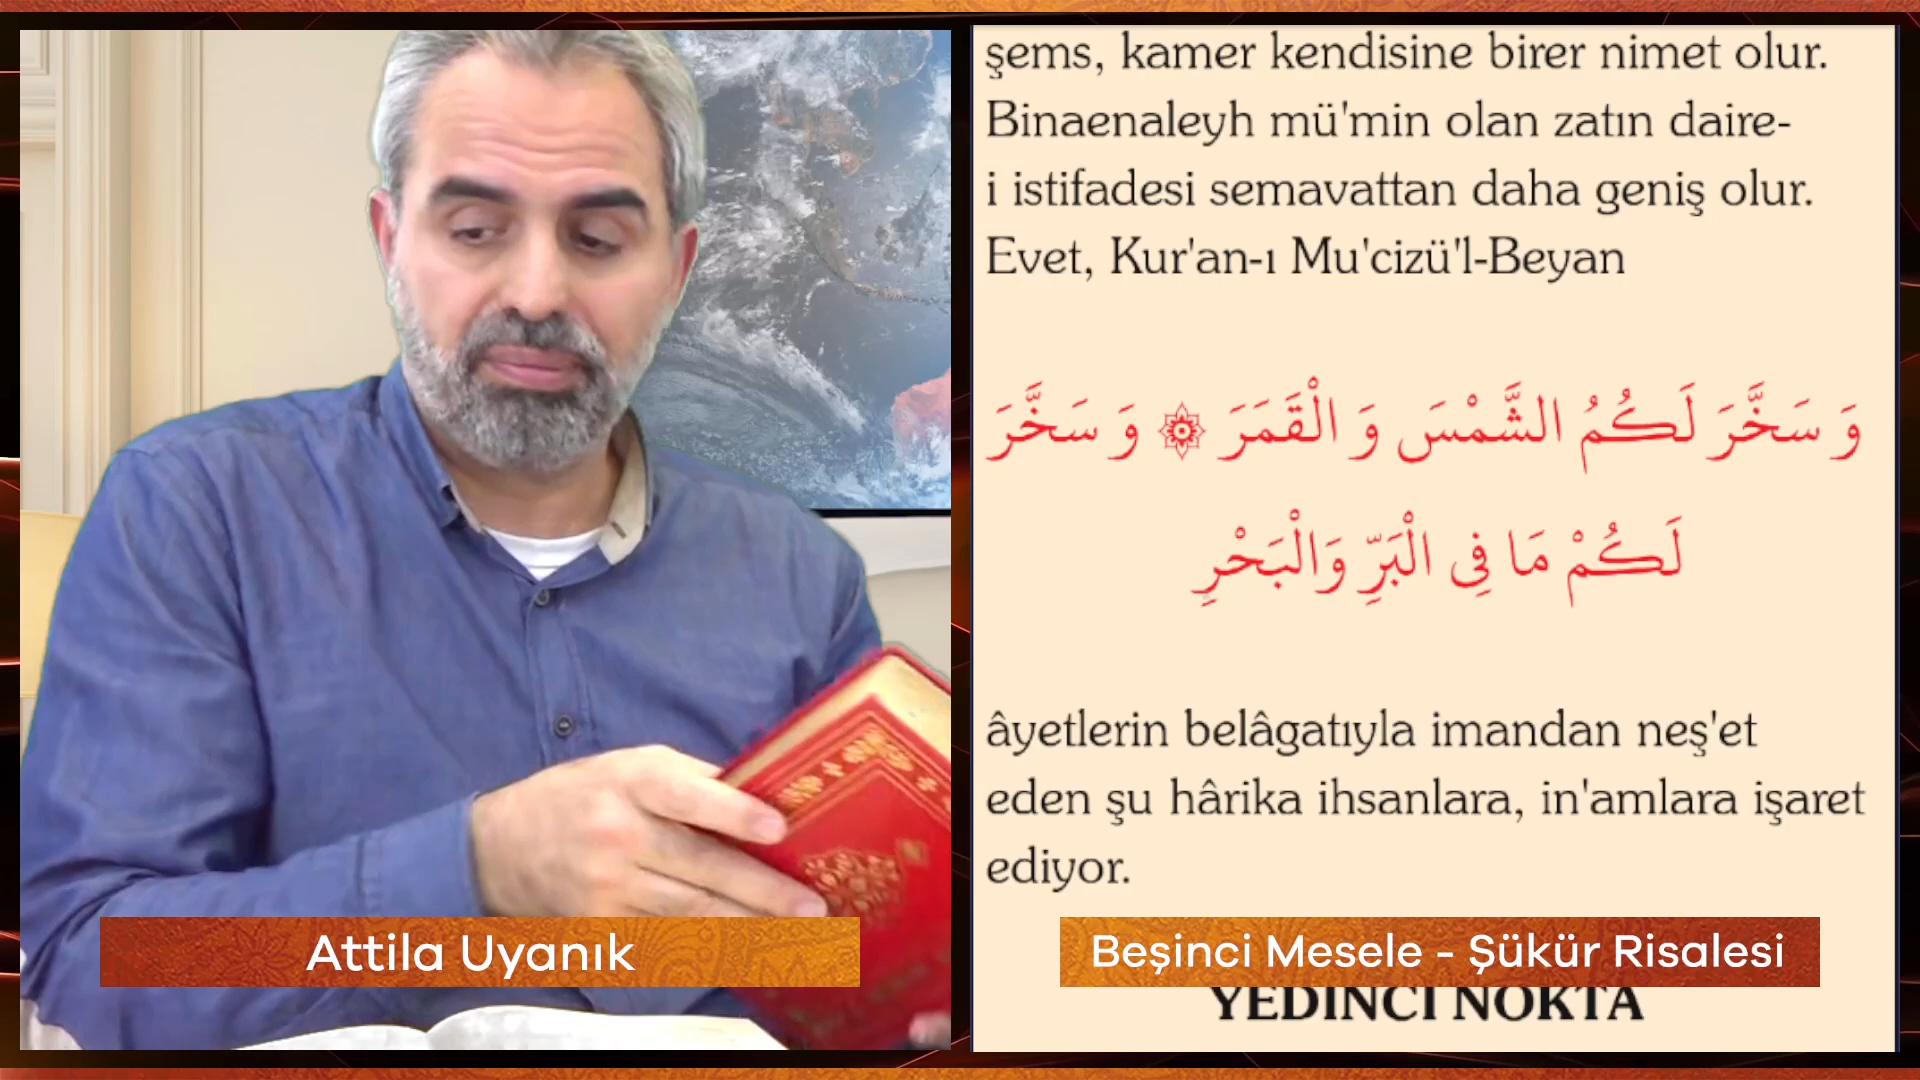 şems, kamer kendisine birer nimet olur.
Binaenaleyh mü'min olan zatın daire-
i istifadesi semavattan daha geniş olur.
Evet, Kur'an-ı Mu'cizü'l-Beyan
وَ سَخَّرَ لَكُمُ الشَّمْسَ وَ الْقَمَرَ ۞ وَ سَخَّرَ
لَكُمْ مَا فِى الْبَرِّ وَالْبَحْرِ
âyetlerin belâgatıyla imandan neş'et
eden şu hârika ihsanlara, in'amlara işaret
ediyor.
YEDİNCİ NOKTA
Attila Uyanık
Beşinci Mesele - Şükür Risalesi